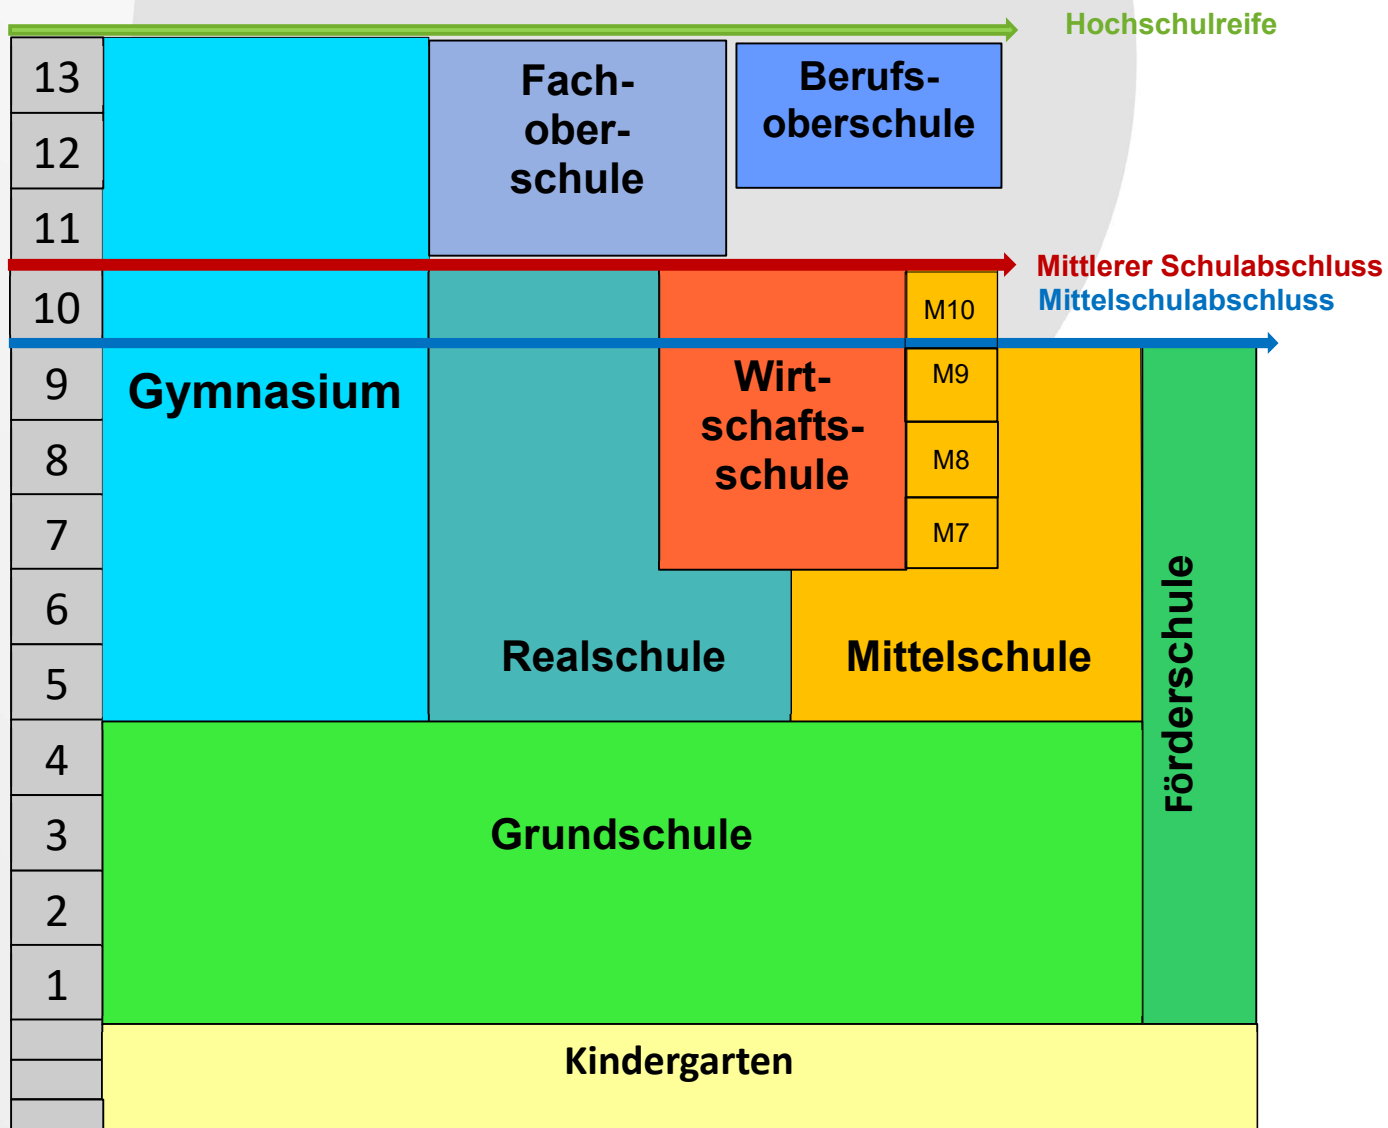 Hochschulreife
13
Fach-
ober-
schule
Berufs-
oberschule
12
11
Mittlerer Schulabschluss
Mittelschulabschluss
10
M10
9
Gymnasium
Wirt-
schafts-
schule
M9
8
M8
7
M7
6
Realschule
Mittelschule
Förderschule
5
4
3
Grundschule
2
1
Kindergarten